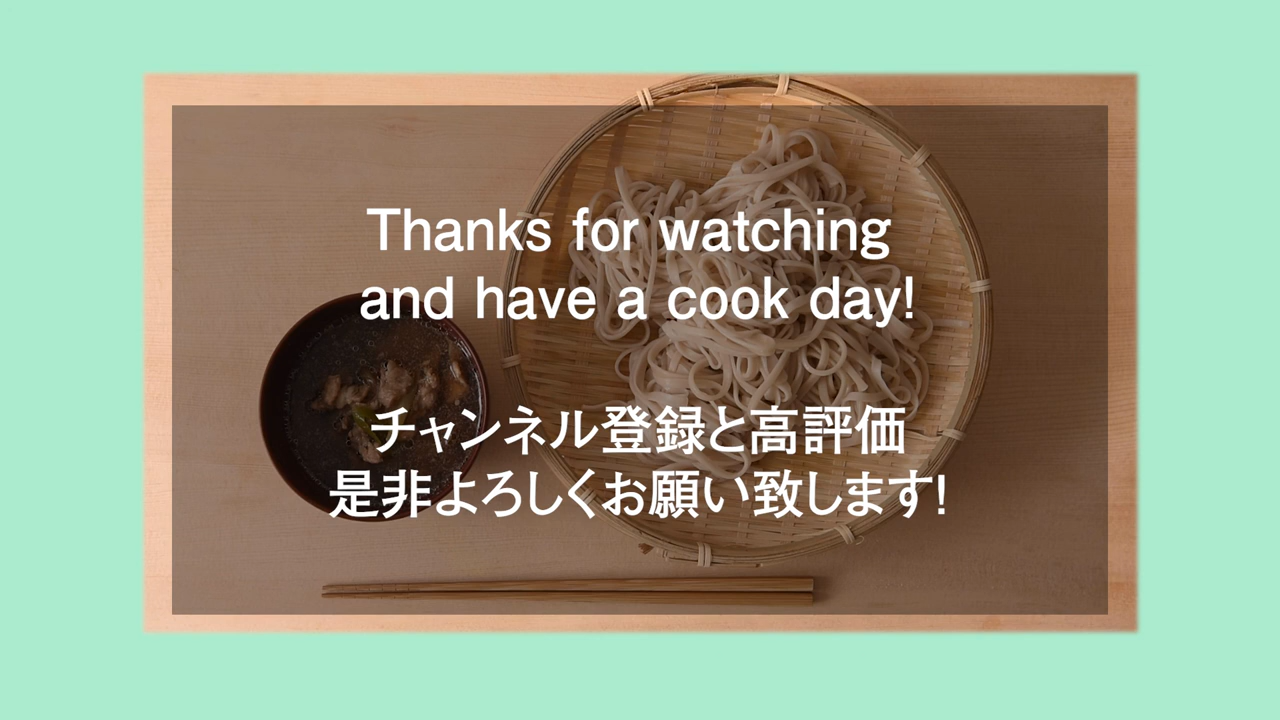 Thanks for watching
and have a cook day!
チャンネル登録と高評価
是非よろしくお願い致します!